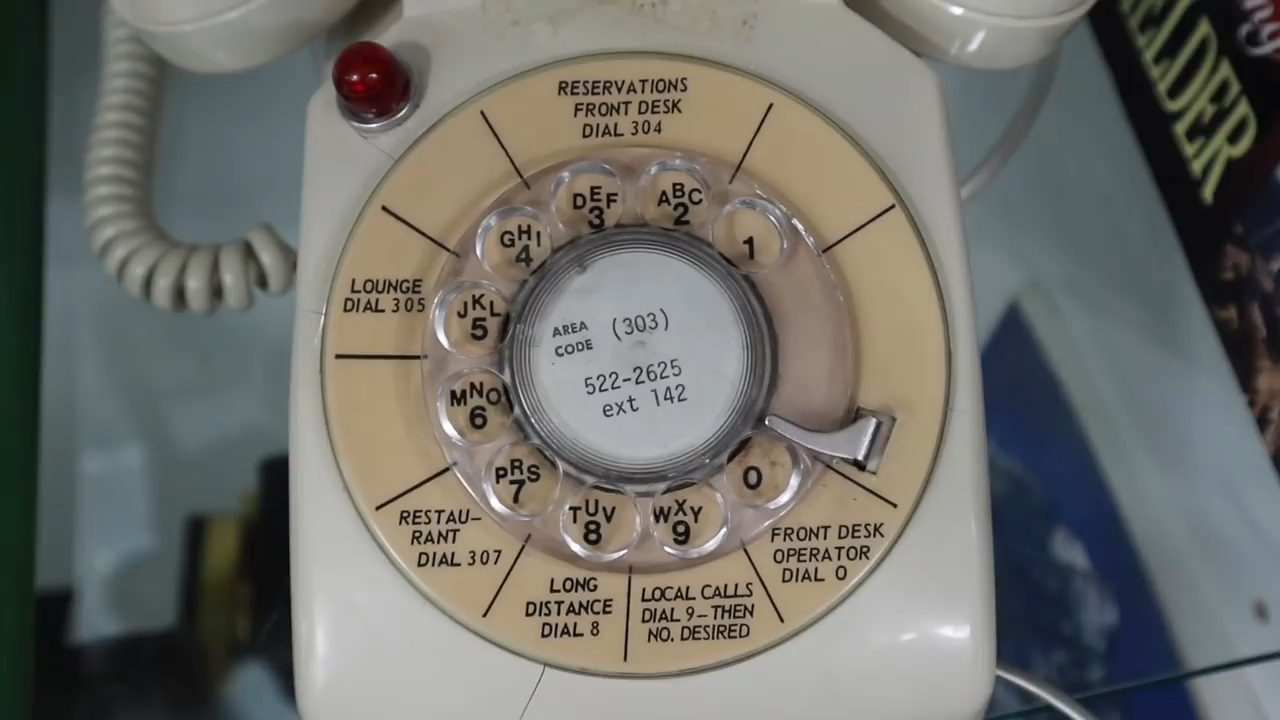 RESERVATIONS
FRONT DESK
DIAL 304
LOUNGE
DIAL 305
RESTAU-
RANT
DIAL 307
LONG
DISTANCE
DIAL 8
LOCAL CALLS
DIAL 9-THEN
NO. DESIRED
FRONT DESK
OPERATOR
DIAL 0
1
ABC
2
DEF
3
GHI
4
JKL
5
MNO
6
PRS
7
TUV
8
WXY
9
0
AREA CODE (303)
522-2625
ext 142
ELDER